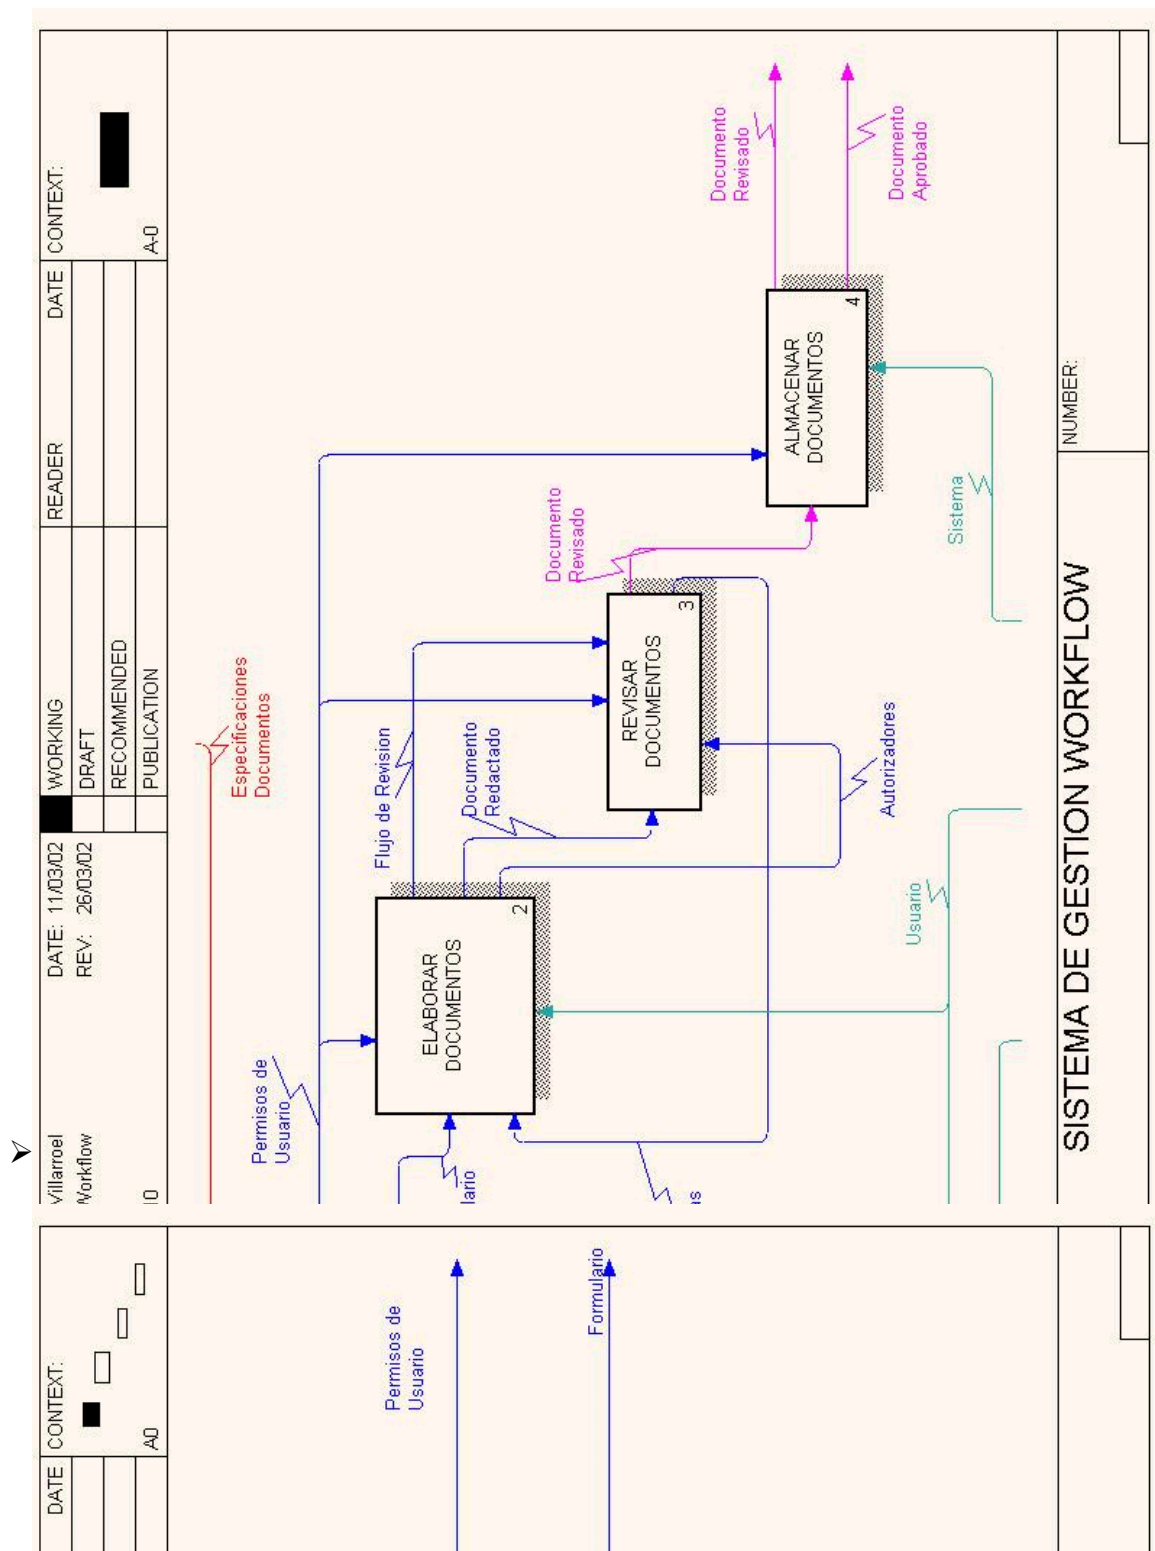 Villarroel
DATE: 11/03/02
WORKING
READER
DATE
CONTEXT:
Workflow
REV: 26/03/02
DRAFT
RECOMMENDED
PUBLICATION
A-0
Especificaciones
Documentos
Permisos de
Usuario
Flujo de Revision
Documento
Redactado
ELABORAR
DOCUMENTOS
2
Documento
Revisado
REVISAR
DOCUMENTOS
3
Documento
Revisado
Documento
Aprobado
ALMACENAR
DOCUMENTOS
4
lario
as
Autorizadores
Usuario
Sistema
SISTEMA DE GESTION WORKFLOW
NUMBER:
DATE
CONTEXT:
A0
Permisos de
Usuario
Formulario